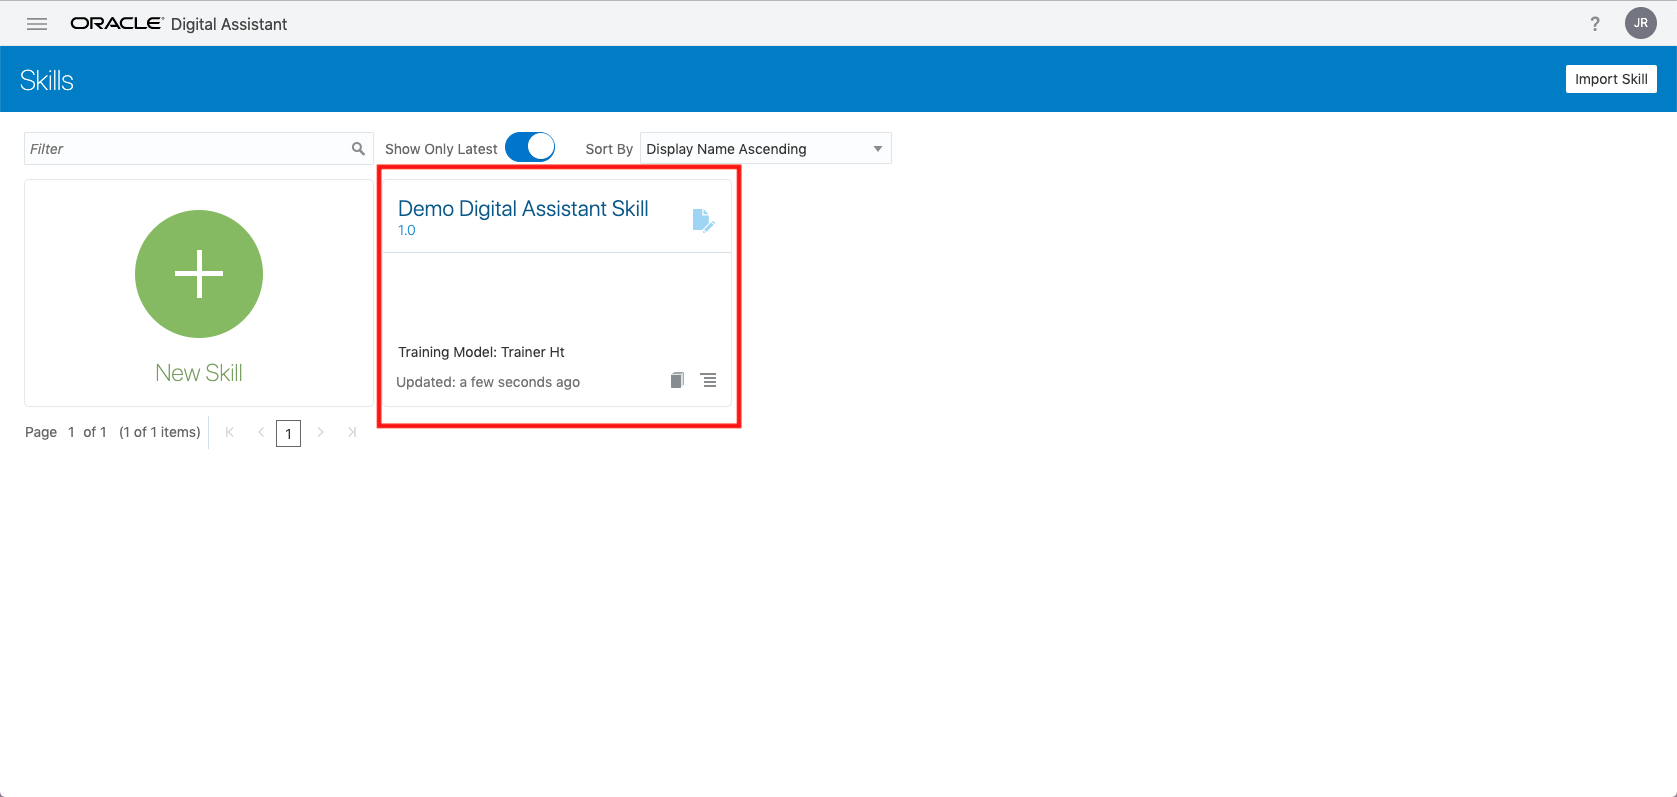 ORACLE® Digital Assistant
?
JR
Skills
Import Skill
Filter
Show Only Latest
Sort By
Display Name Ascending
New Skill
Demo Digital Assistant Skill
1.0
Training Model: Trainer Ht
Updated: a few seconds ago
Page 1 of 1 (1 of 1 items)
1